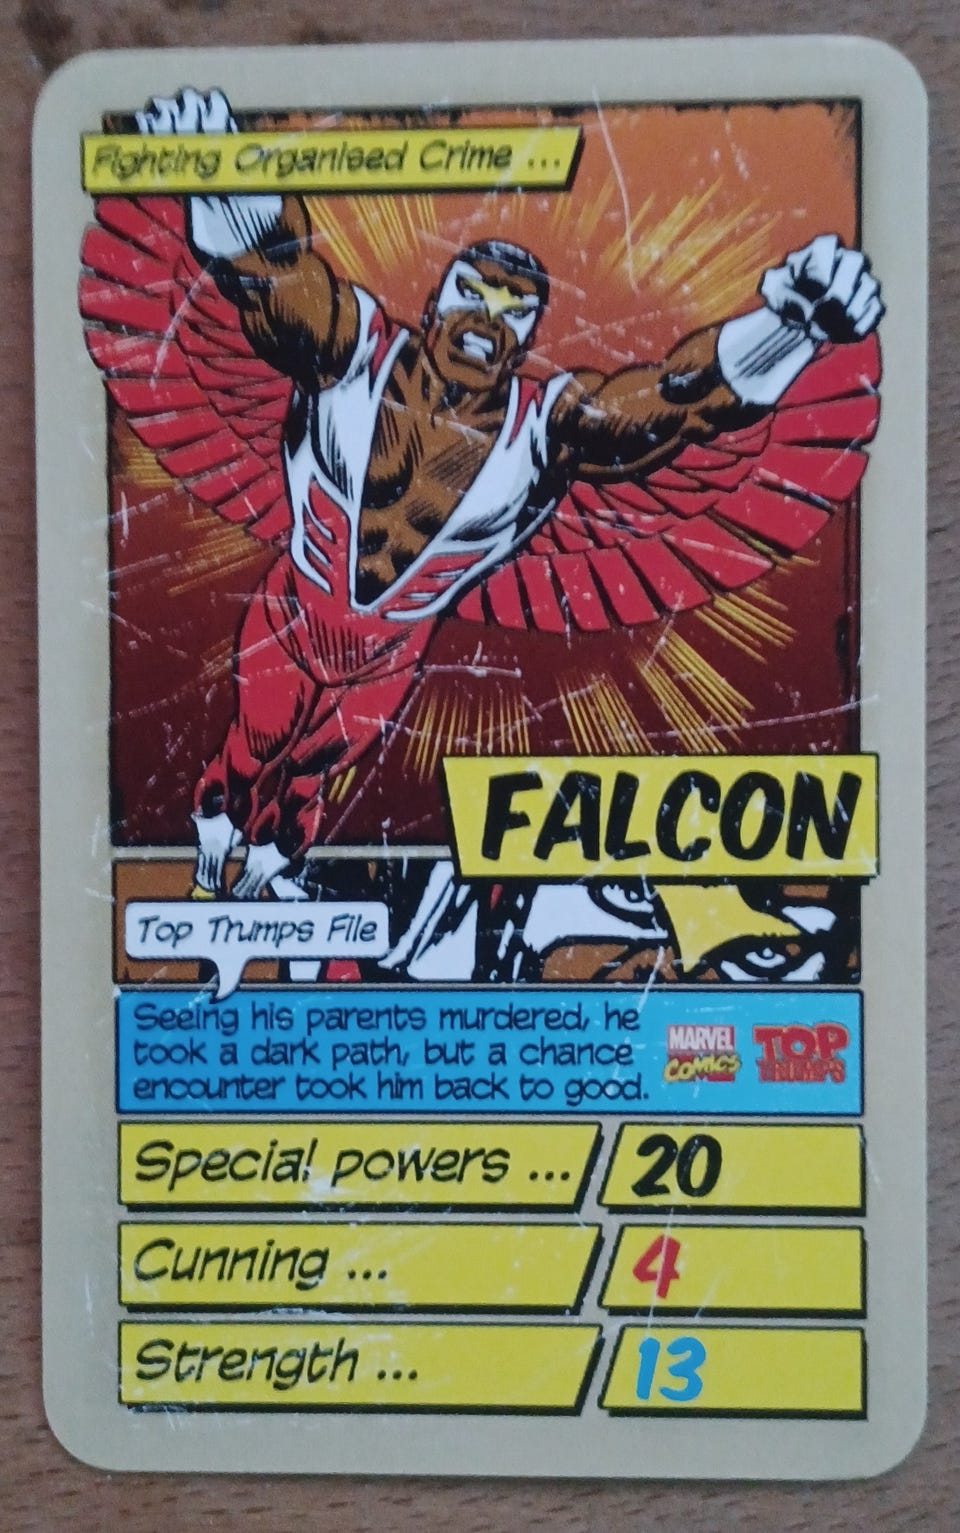 Fighting Organised Crime ...
FALCON
Top Trumps File
Seeing his parents murdered, he
took a dark path, but a chance
encounter took him back to good.
MARVEL
COMICS
TOP
TRUMPS
Special powers ... 20
Cunning ... 4
Strength ... 13